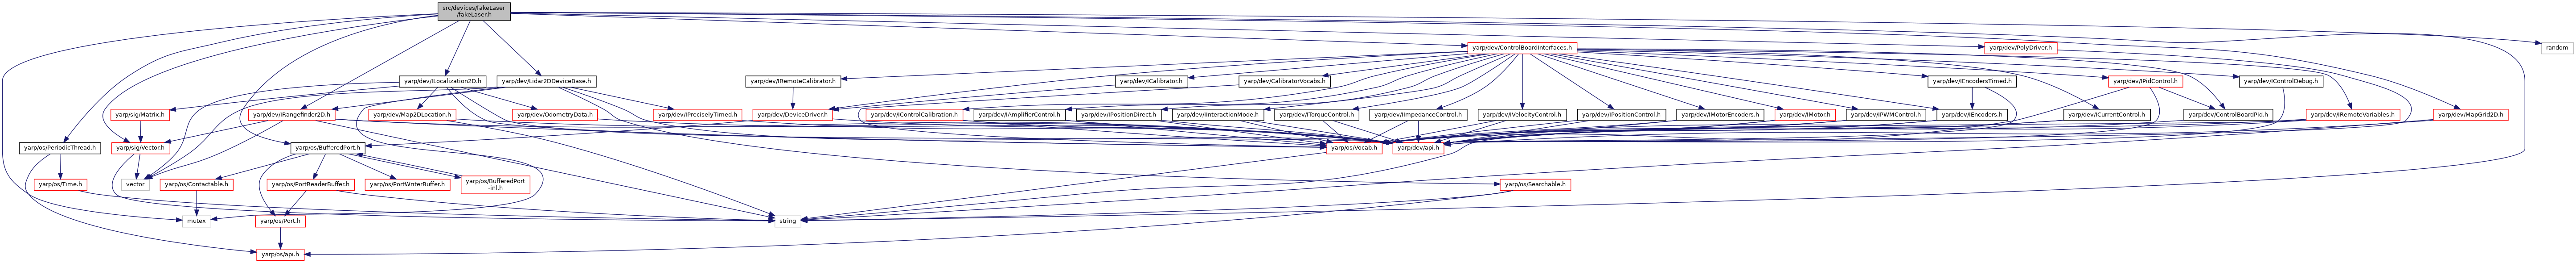 src/devices/fakeLaser
/fakeLaser.h
yarp/dev/ControlBoardInterfaces.h
yarp/dev/PolyDriver.h
random
yarp/dev/ILocalization2D.h
yarp/dev/Lidar2DDeviceBase.h
yarp/dev/IRemoteCalibrator.h
yarp/dev/ICalibrator.h
yarp/dev/CalibratorVocabs.h
yarp/dev/IEncodersTimed.h
yarp/dev/IPidControl.h
yarp/dev/IControlDebug.h
yarp/sig/Matrix.h
yarp/dev/IRangefinder2D.h
yarp/dev/Map2DLocation.h
yarp/dev/OdometryData.h
yarp/dev/IPreciselyTimed.h
yarp/dev/DeviceDriver.h
yarp/dev/IControlCalibration.h
yarp/dev/IAmplifierControl.h
yarp/dev/IPositionDirect.h
yarp/dev/IInteractionMode.h
yarp/dev/ITorqueControl.h
yarp/dev/IImpedanceControl.h
yarp/dev/IVelocityControl.h
yarp/dev/IPositionControl.h
yarp/dev/IMotorEncoders.h
yarp/dev/IMotor.h
yarp/dev/IPWMControl.h
yarp/dev/IEncoders.h
yarp/dev/ICurrentControl.h
yarp/dev/ControlBoardPid.h
yarp/dev/IRemoteVariables.h
yarp/dev/MapGrid2D.h
yarp/os/PeriodicThread.h
yarp/sig/Vector.h
yarp/os/BufferedPort.h
yarp/os/Vocab.h
yarp/dev/api.h
yarp/os/Time.h
vector
yarp/os/Contactable.h
yarp/os/PortReaderBuffer.h
yarp/os/PortWriterBuffer.h
yarp/os/BufferedPort
-inl.h
yarp/os/Searchable.h
mutex
yarp/os/Port.h
string
yarp/os/api.h